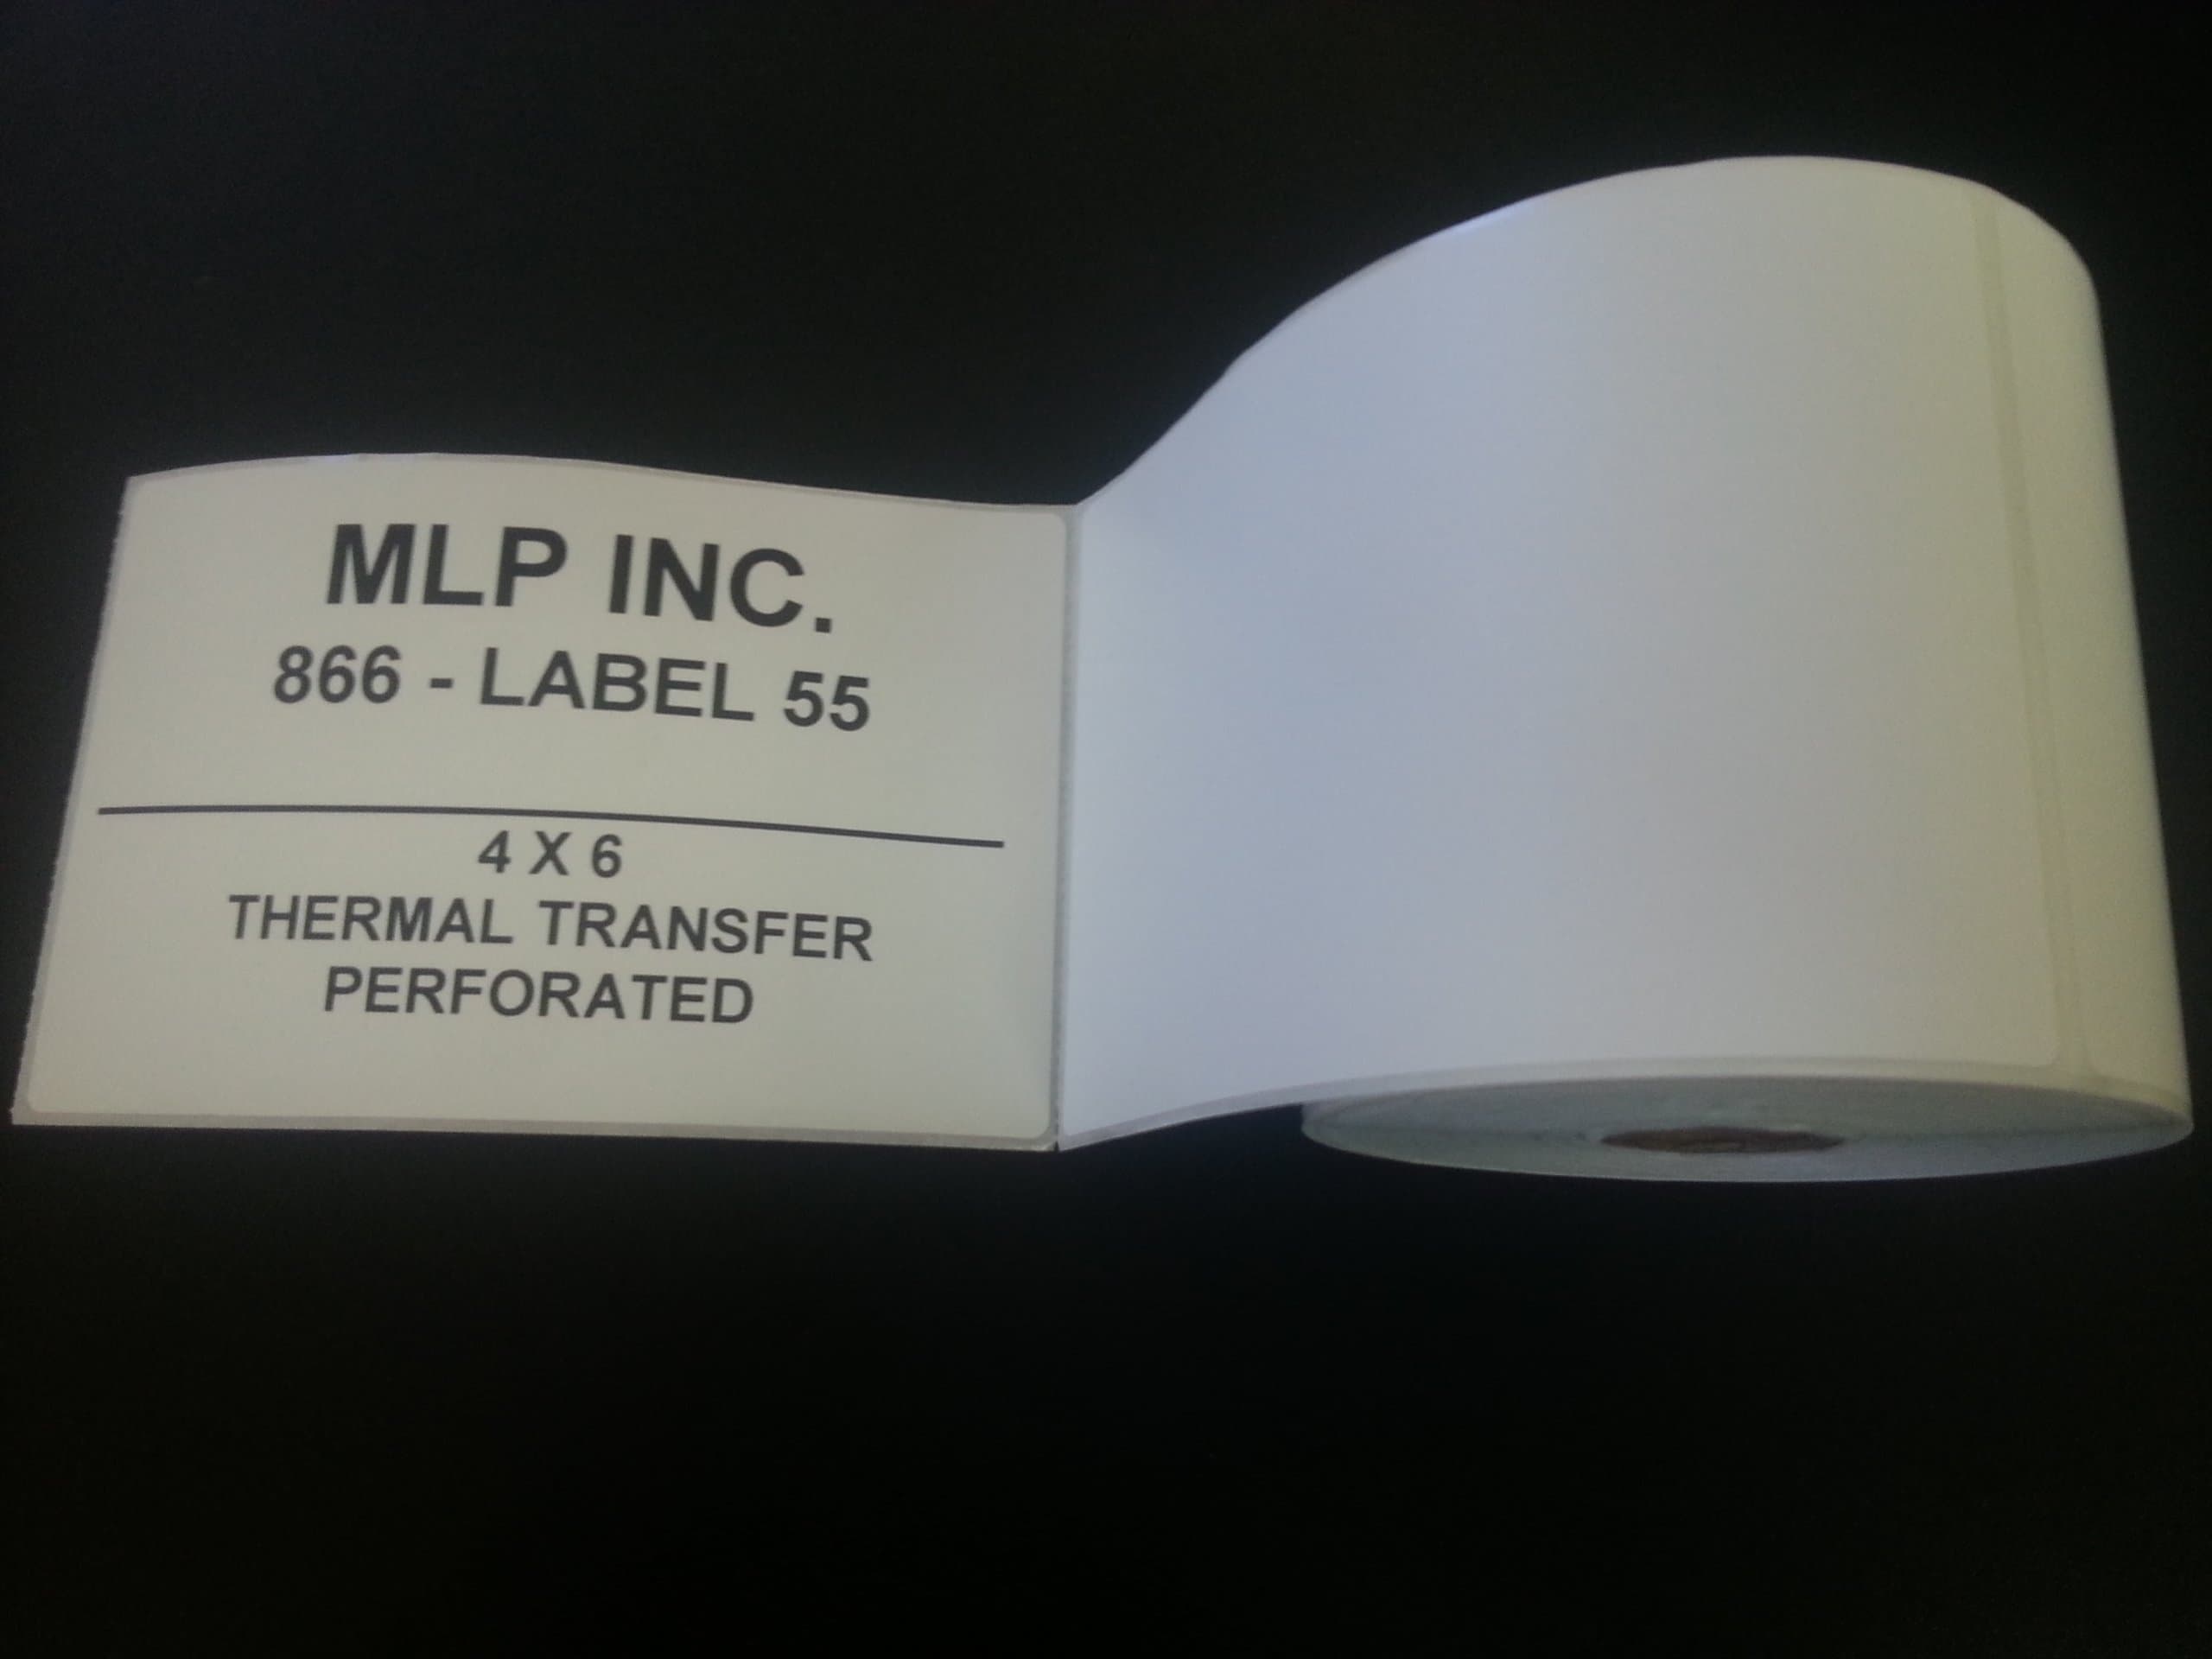 MLP INC.
866 - LABEL 55
4 X 6
THERMAL TRANSFER
PERFORATED